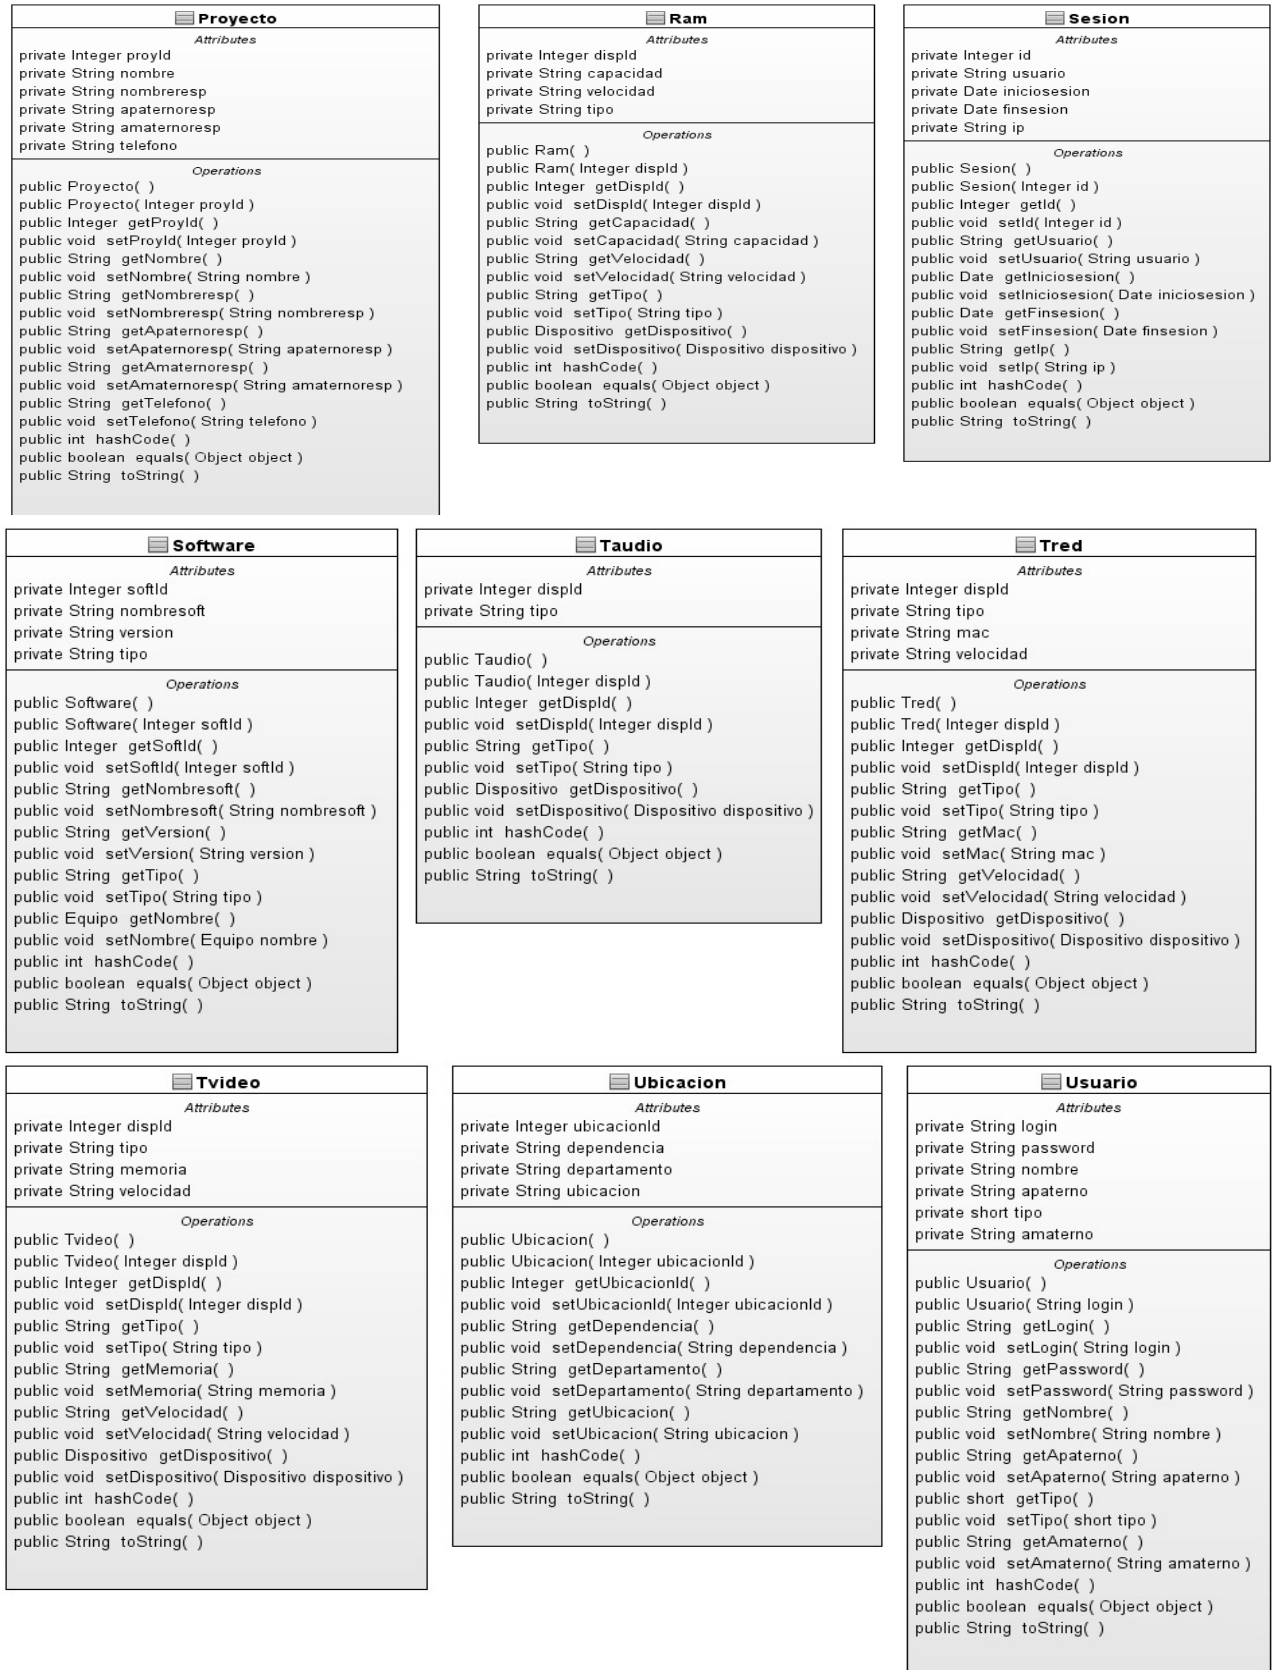 Proyecto
Attributes
private Integer proyId
private String nombre
private String nombreresp
private String apaternoresp
private String amaternoresp
private String telefono
Operations
public Proyecto( )
public Proyecto( Integer proyId )
public Integer getProyId( )
public void setProyId( Integer proyId )
public String getNombre( )
public void setNombre( String nombre )
public String getNombreresp( )
public void setNombreresp( String nombreresp )
public String getApaternoresp( )
public void setApaternoresp( String apaternoresp )
public String getAmaternoresp( )
public void setAmaternoresp( String amaternoresp )
public String getTelefono( )
public void setTelefono( String telefono )
public int hashCode( )
public boolean equals( Object object )
public String toString( )
Ram
Attributes
private Integer dispId
private String capacidad
private String velocidad
private String tipo
Operations
public Ram( )
public Ram( Integer dispId )
public Integer getDispId( )
public void setDispId( Integer dispId )
public String getCapacidad( )
public void setCapacidad( String capacidad )
public String getVelocidad( )
public void setVelocidad( String velocidad )
public String getTipo( )
public void setTipo( String tipo )
public Dispositivo getDispositivo( )
public void setDispositivo( Dispositivo dispositivo )
public int hashCode( )
public boolean equals( Object object )
public String toString( )
Sesion
Attributes
private Integer id
private String usuario
private Date iniciosesion
private Date finsesion
private String ip
Operations
public Sesion( )
public Sesion( Integer id )
public Integer getId( )
public void setId( Integer id )
public String getUsuario( )
public void setUsuario( String usuario )
public Date getIniciosesion( )
public void setIniciosesion( Date iniciosesion )
public Date getFinsesion( )
public void setFinsesion( Date finsesion )
public String getIp( )
public void setIp( String ip )
public int hashCode( )
public boolean equals( Object object )
public String toString( )
Software
Attributes
private Integer softId
private String nombresoft
private String version
private String tipo
Operations
public Software( )
public Software( Integer softId )
public Integer getSoftId( )
public void setSoftId( Integer softId )
public String getNombresoft( )
public void setNombresoft( String nombresoft )
public String getVersion( )
public void setVersion( String version )
public String getTipo( )
public void setTipo( String tipo )
public Equipo getNombre( )
public void setNombre( Equipo nombre )
public int hashCode( )
public boolean equals( Object object )
public String toString( )
Taudio
Attributes
private Integer dispId
private String tipo
Operations
public Taudio( )
public Taudio( Integer dispId )
public Integer getDispId( )
public void setDispId( Integer dispId )
public String getTipo( )
public void setTipo( String tipo )
public Dispositivo getDispositivo( )
public void setDispositivo( Dispositivo dispositivo )
public int hashCode( )
public boolean equals( Object object )
public String toString( )
Tred
Attributes
private Integer dispId
private String tipo
private String mac
private String velocidad
Operations
public Tred( )
public Tred( Integer dispId )
public Integer getDispId( )
public void setDispId( Integer dispId )
public String getTipo( )
public void setTipo( String tipo )
public String getMac( )
public void setMac( String mac )
public String getVelocidad( )
public void setVelocidad( String velocidad )
public Dispositivo getDispositivo( )
public void setDispositivo( Dispositivo dispositivo )
public int hashCode( )
public boolean equals( Object object )
public String toString( )
Tvideo
Attributes
private Integer dispId
private String tipo
private String memoria
private String velocidad
Operations
public Tvideo( )
public Tvideo( Integer dispId )
public Integer getDispId( )
public void setDispId( Integer dispId )
public String getTipo( )
public void setTipo( String tipo )
public String getMemoria( )
public void setMemoria( String memoria )
public String getVelocidad( )
public void setVelocidad( String velocidad )
public Dispositivo getDispositivo( )
public void setDispositivo( Dispositivo dispositivo )
public int hashCode( )
public boolean equals( Object object )
public String toString( )
Ubicacion
Attributes
private Integer ubicacionId
private String dependencia
private String departamento
private String ubicacion
Operations
public Ubicacion( )
public Ubicacion( Integer ubicacionId )
public Integer getUbicacionId( )
public void setUbicacionId( Integer ubicacionId )
public String getDependencia( )
public void setDependencia( String dependencia )
public String getDepartamento( )
public void setDepartamento( String departamento )
public String getUbicacion( )
public void setUbicacion( String ubicacion )
public int hashCode( )
public boolean equals( Object object )
public String toString( )
Usuario
Attributes
private String login
private String password
private String nombre
private String apaterno
private short tipo
private String amaterno
Operations
public Usuario( )
public Usuario( String login )
public String getLogin( )
public void setLogin( String login )
public String getPassword( )
public void setPassword( String password )
public String getNombre( )
public void setNombre( String nombre )
public String getApaterno( )
public void setApaterno( String apaterno )
public short getTipo( )
public void setTipo( short tipo )
public String getAmaterno( )
public void setAmaterno( String amaterno )
public int hashCode( )
public boolean equals( Object object )
public String toString( )